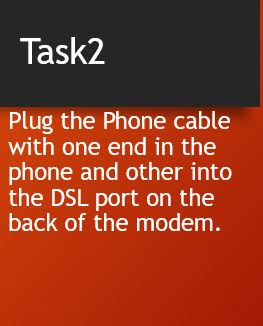 Task2
Plug the Phone cable
with one end in the
phone and other into
the DSL port on the
back of the modem.